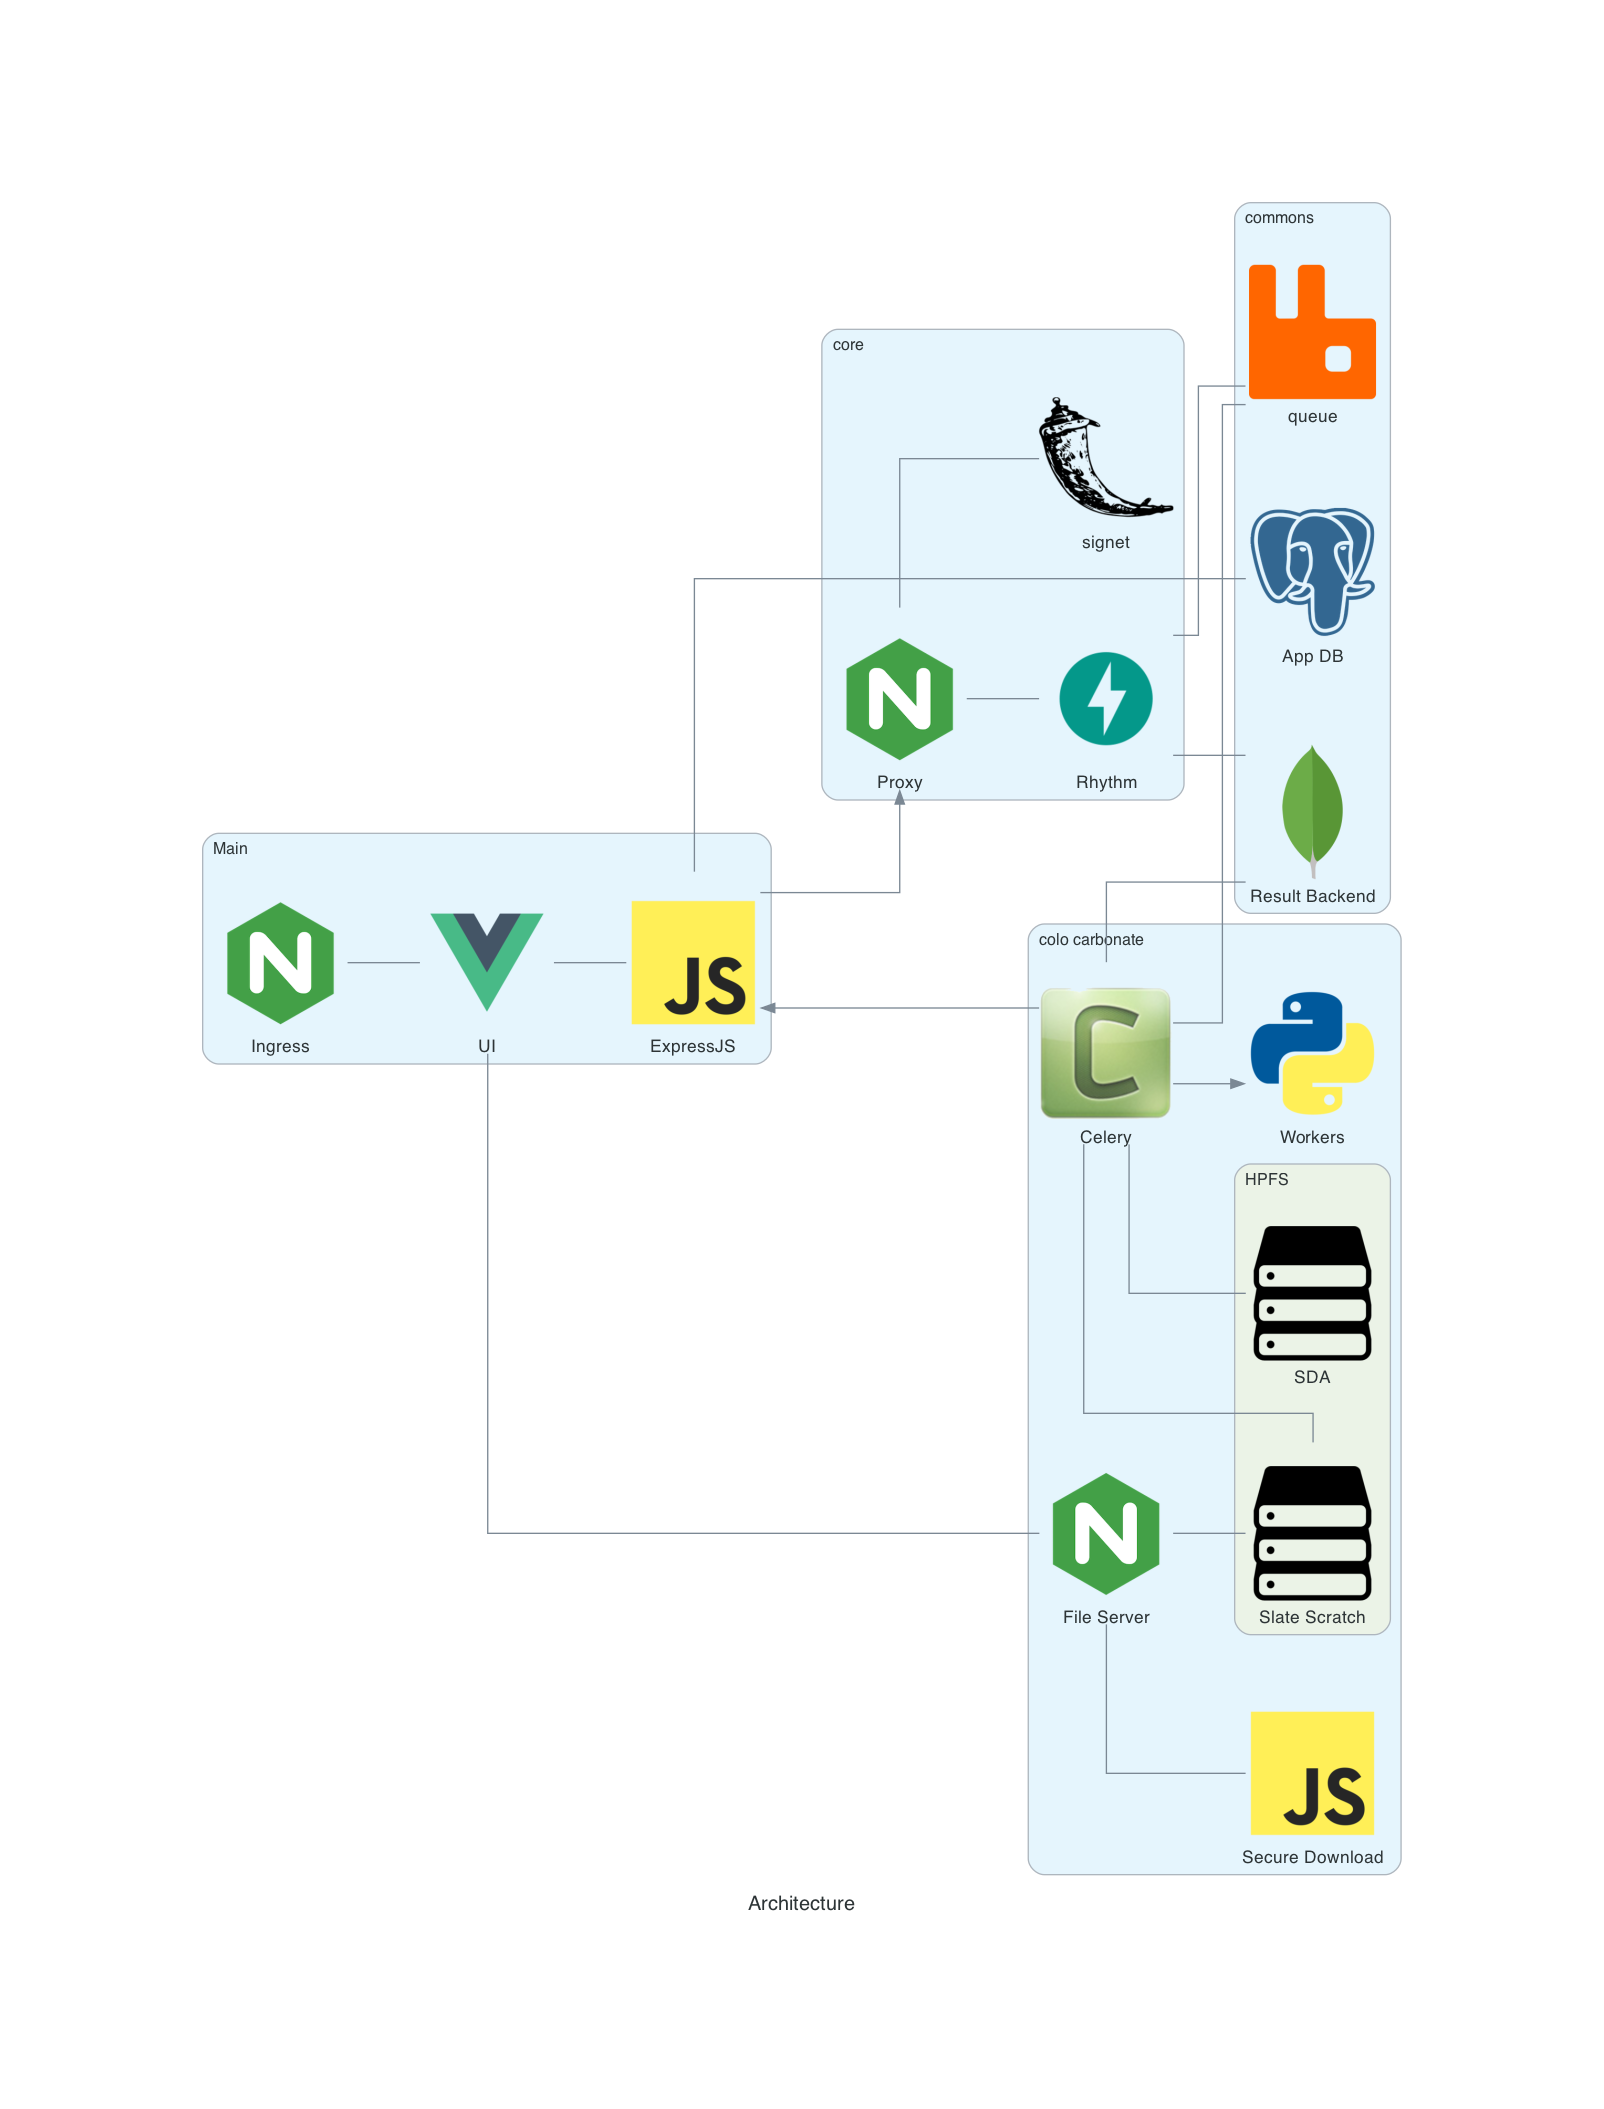 commons
queue
core
signet
App DB
Proxy
Rhythm
Main
Result Backend
colo carbonate
JS
Ingress
UI
ExpressJS
Celery
Workers
HPFS
SDA
File Server
Slate Scratch
JS
Secure Download
Architecture